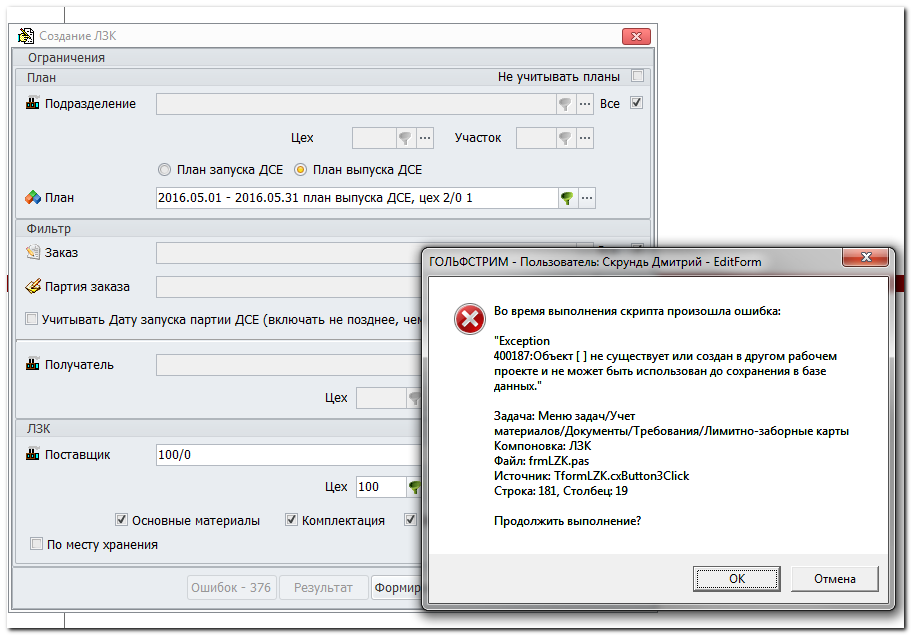 Создание ЛЗК
Ограничения
План
Не учитывать планы
Подразделение
Все
Цех
Участок
План запуска ДСЕ
План выпуска ДСЕ
План
2016.05.01 - 2016.05.31 план выпуска ДСЕ, цех 2/0 1
Фильтр
Заказ
Партия заказа
Учитывать Дату запуска партии ДСЕ (включать не позднее, чем
Получатель
Цех
ЛЗК
Поставщик
100/0
Цех
100
Основные материалы
Комплектация
По месту хранения
Ошибок - 376
Результат
Формир
ГОЛЬФСТРИМ - Пользователь: Скрундь Дмитрий - EditForm
Во время выполнения скрипта произошла ошибка:
"Exception
400187:Объект [ ] не существует или создан в другом рабочем
проекте и не может быть использован до сохранения в базе
данных."
Задача: Меню задач/Учет
материалов/Документы/Требования/Лимитно-заборные карты
Компоновка: ЛЗК
Файл: frmLZK.pas
Источник: TformLZK.cxButton3Click
Строка: 181, Столбец: 19
Продолжить выполнение?
OK
Отмена